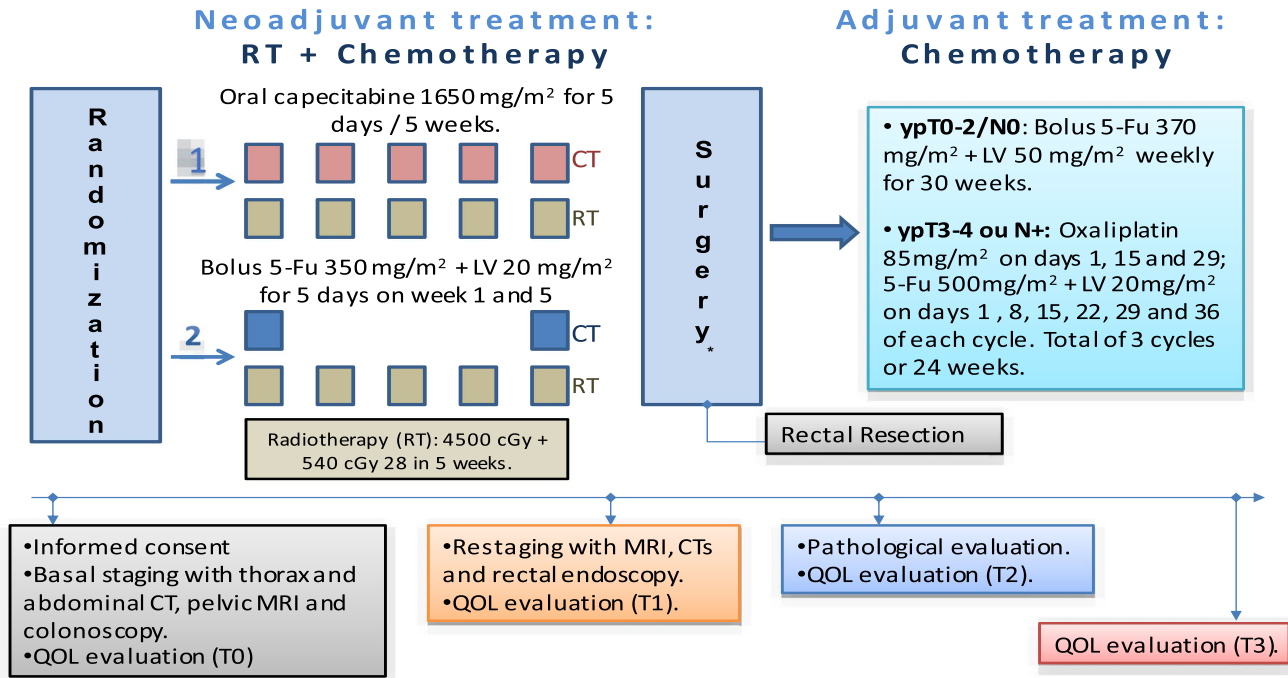 Neoadjuvant treatment:
RT + Chemotherapy
Adjuvant treatment:
Chemotherapy
Randomization
1
Oral capecitabine 1650 mg/m² for 5
days / 5 weeks.
CT
RT
2
Bolus 5-Fu 350 mg/m² + LV 20 mg/m²
for 5 days on week 1 and 5
CT
RT
Radiotherapy (RT): 4500 cGy +
540 cGy 28 in 5 weeks.
Surgery*
Rectal Resection
• ypT0-2/N0: Bolus 5-Fu 370
mg/m² + LV 50 mg/m² weekly
for 30 weeks.
• ypT3-4 ou N+: Oxaliplatin
85mg/m² on days 1, 15 and 29;
5-Fu 500mg/m² + LV 20mg/m²
on days 1 , 8, 15, 22, 29 and 36
of each cycle. Total of 3 cycles
or 24 weeks.
•Informed consent
•Basal staging with thorax and
abdominal CT, pelvic MRI and
colonoscopy.
•QOL evaluation (T0)
•Restaging with MRI, CTs
and rectal endoscopy.
•QOL evaluation (T1).
•Pathological evaluation.
•QOL evaluation (T2).
QOL evaluation (T3).